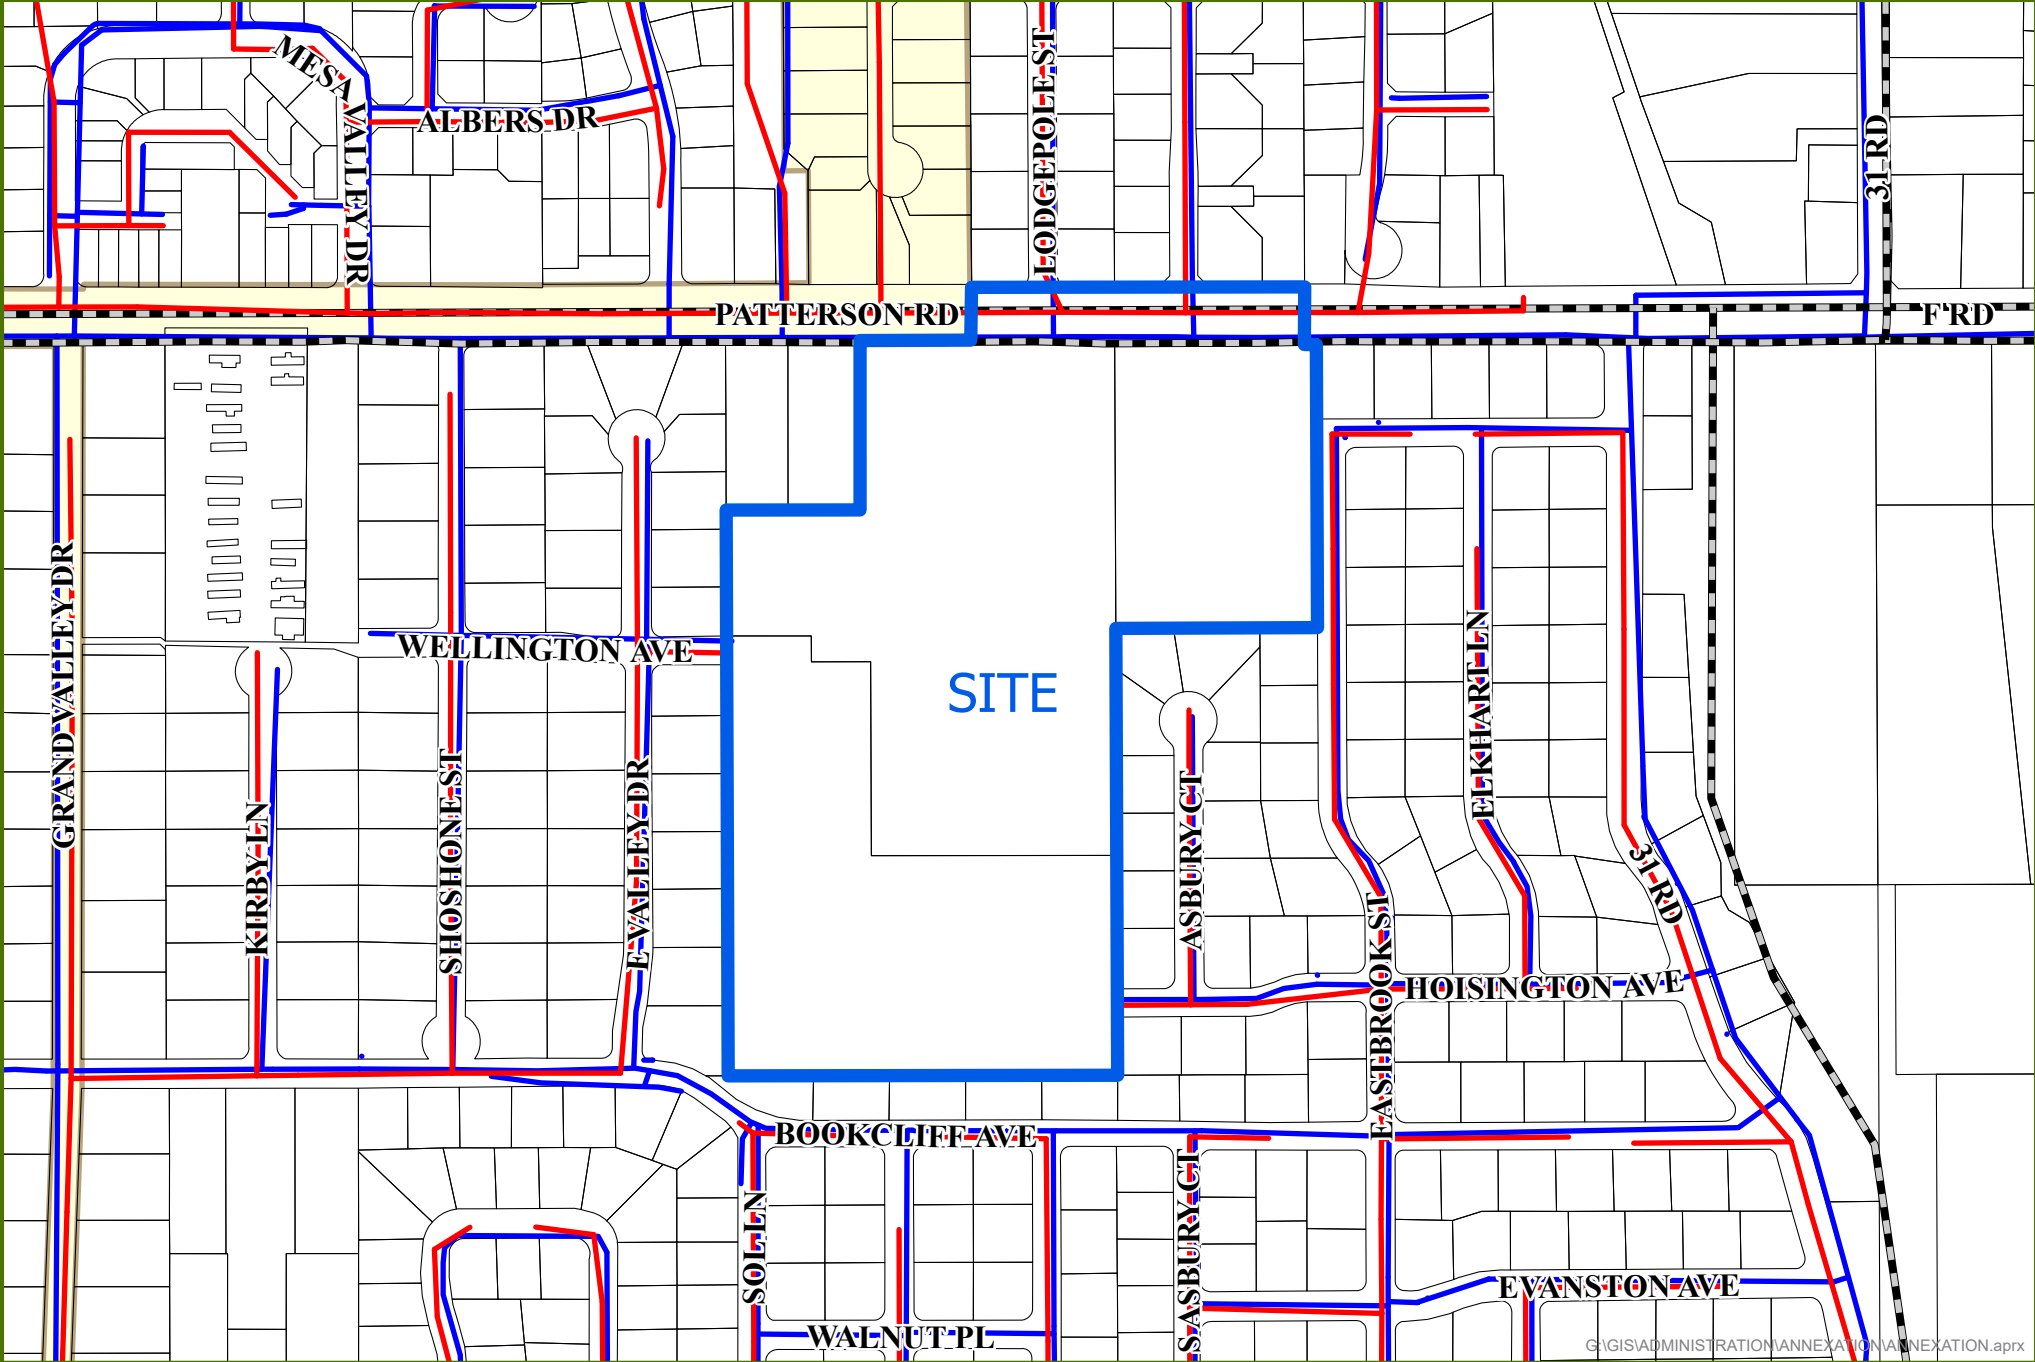 MESA VALLEY DR
ALBERS DR
LODGEPOLE ST
31 RD
PATTERSON RD
F RD
GRAND VALLEY DR
WELLINGTON AVE
SITE
ELKHART LN
KIRBY LN
SHOSHONE ST
E VALLEY DR
ASBURY CT
31 RD
EASTBROOK ST
HOISINGTON AVE
BOOKCLIFF AVE
SOL LN
S ASBURY CT
EVANSTON AVE
WALNUT PL
G:\GIS\ADMINISTRATION\ANNEXATION\ANNEXATION.aprx